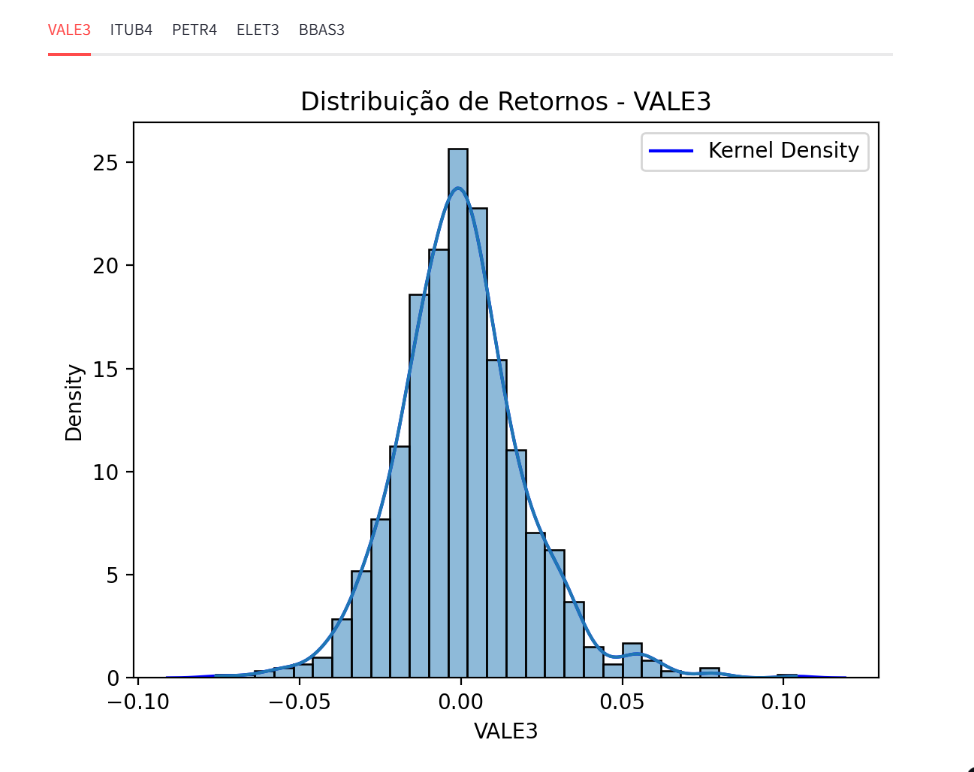 VALE3 ITUB4 PETR4 ELET3 BBAS3
Distribuição de Retornos - VALE3
Kernel Density
25
20
15
10
5
0
Density
−0.10 −0.05 0.00 0.05 0.10
VALE3